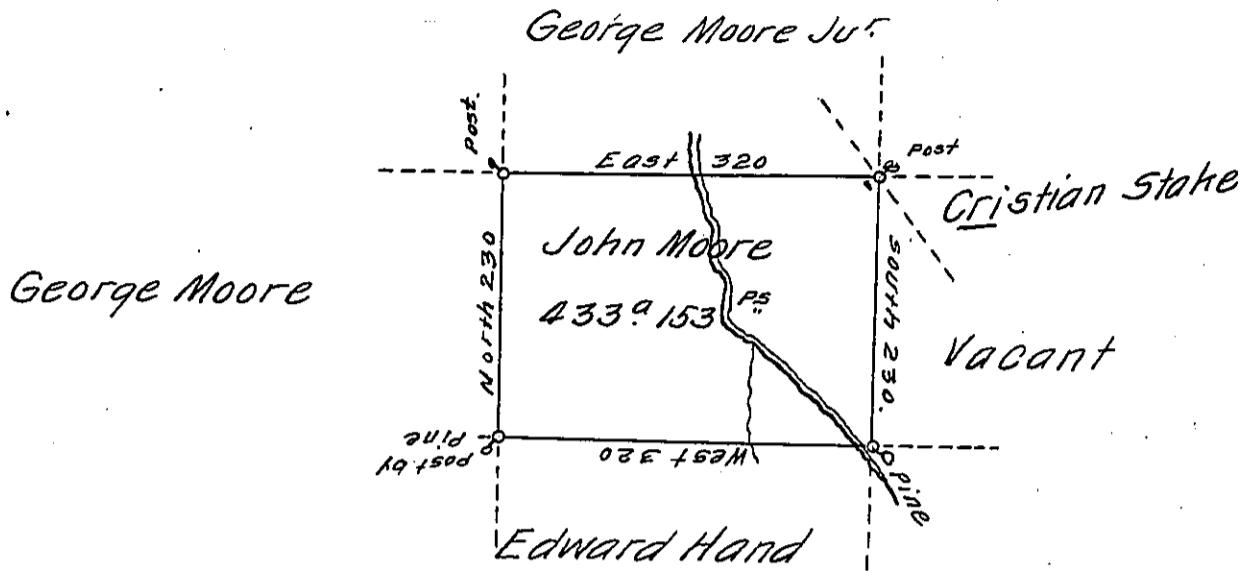 George Moore Jur.
Post.
Post
East 320
Cristian Stake
John Moore
North 230
South 230.
George Moore
433a 153 Ps
Vacant
Post by
Pine
West 320
Pine
Edward Hand